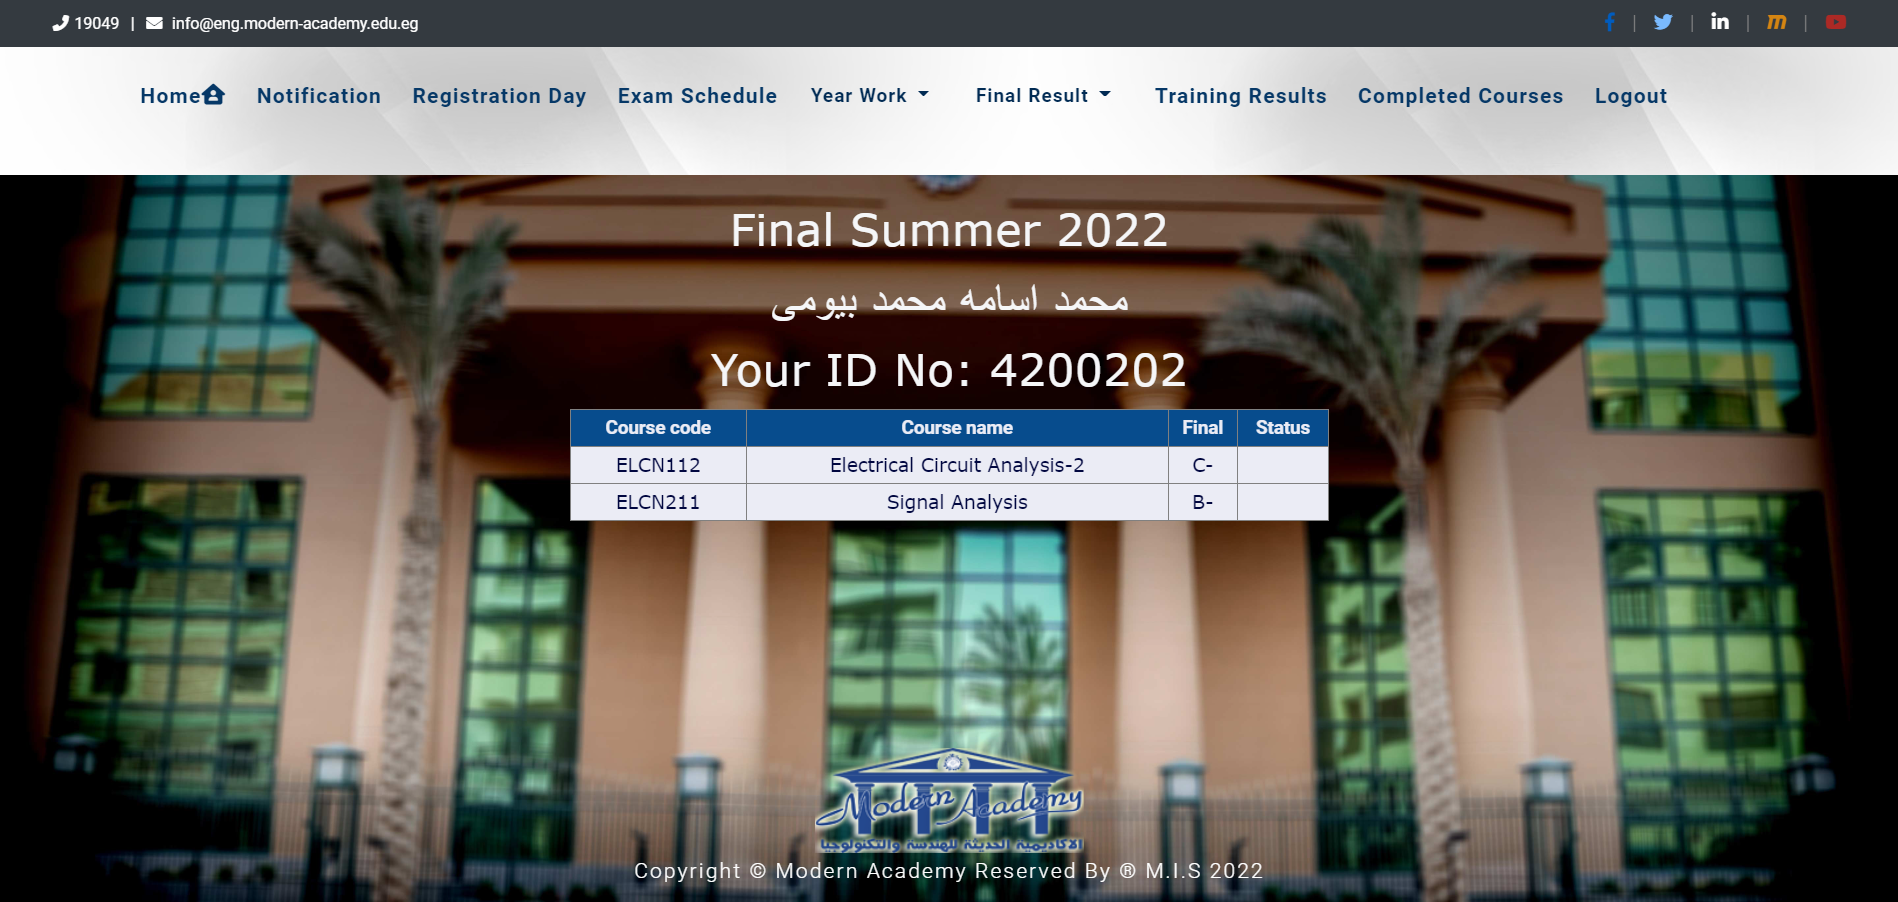 19049 | info@eng.modern-academy.edu.eg
Home Notification Registration Day Exam Schedule Year Work Final Result Training Results Completed Courses Logout
Final Summer 2022
محمد اسامه محمد بيومى
Your ID No: 4200202
Course code Course name Final Status
ELCN112 Electrical Circuit Analysis-2 C-
ELCN211 Signal Analysis B-
Modern Academy
الاكاديمية الحديثة للهندسة والتكنولوجيا
Copyright © Modern Academy Reserved By ® M.I.S 2022